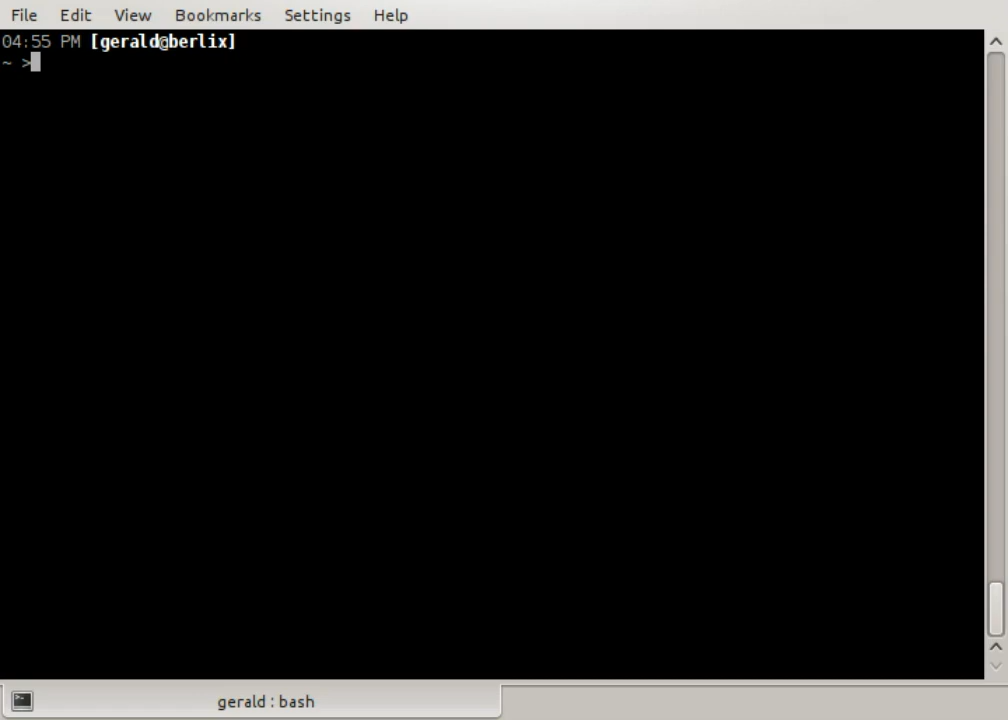 File Edit View Bookmarks Settings Help
04:55 PM [gerald@berlix]
~ >
gerald : bash